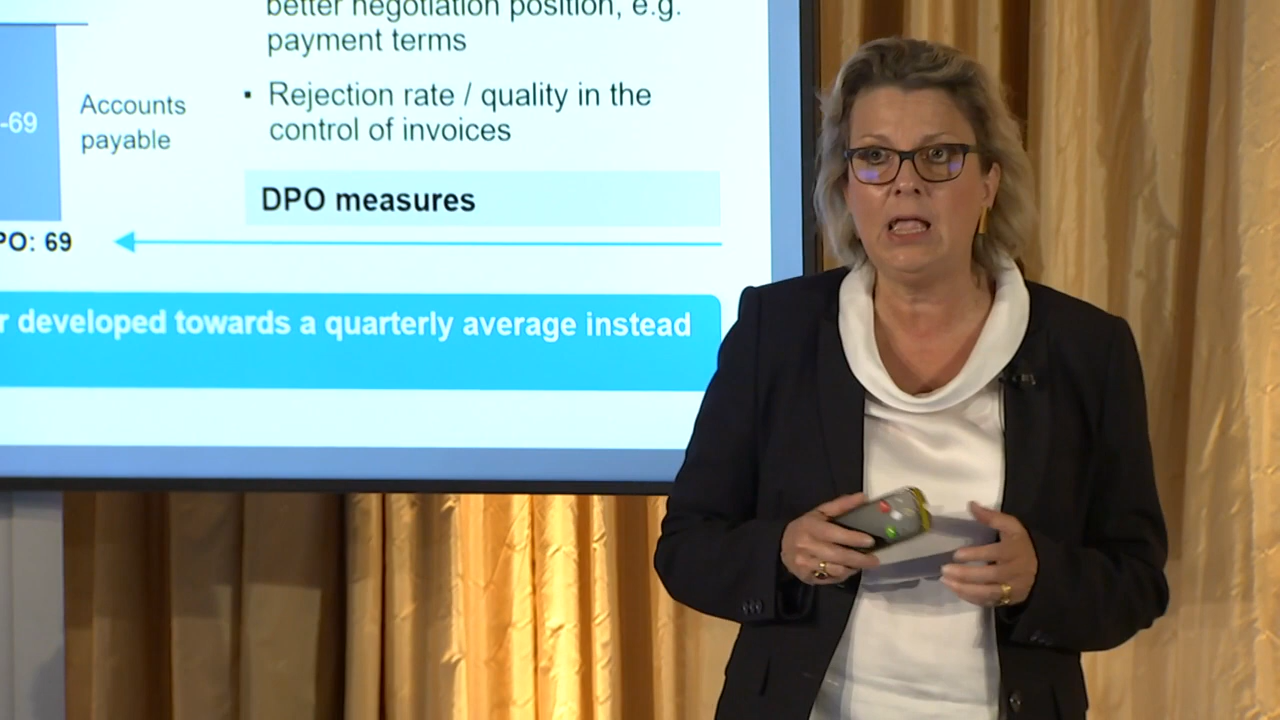 better negotiation position, e.g.
payment terms
▪ Rejection rate / quality in the
control of invoices
Accounts
payable
-69
DPO measures
PO: 69
r developed towards a quarterly average instead